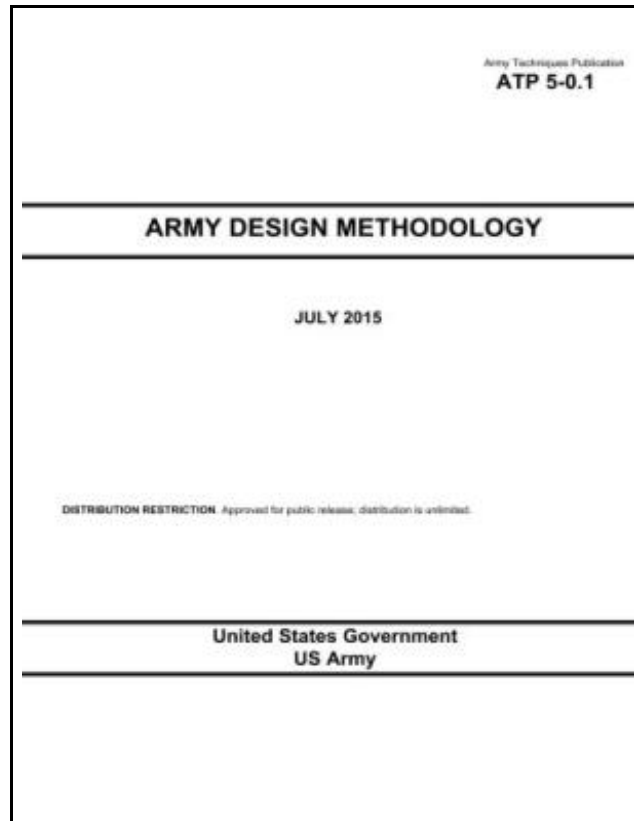 Army Techniques Publication
ATP 5-0.1
ARMY DESIGN METHODOLOGY
JULY 2015
DISTRIBUTION RESTRICTION. Approved for public release; distribution is unlimited.
United States Government
US Army